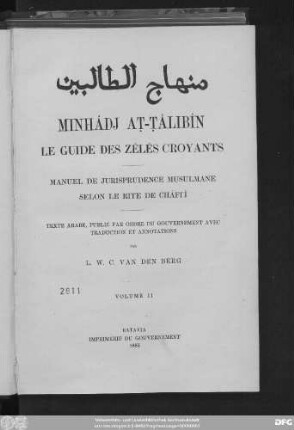 منهاج الطالبين
MINHÂDJ AṬ-ṬÂLIBÎN
LE GUIDE DES ZÉLÉS CROYANTS
MANUEL DE JURISPRUDENCE MUSULMANE
SELON LE RITE DE CHÂFI'Î
TEXTE ARABE, PUBLIÉ PAR ORDRE DU GOUVERNEMENT AVEC
TRADUCTION ET ANNOTATIONS
PAR
L. W. C. VAN DEN BERG
2611
VOLUME II
BATAVIA
IMPRIMERIE DU GOUVERNEMENT